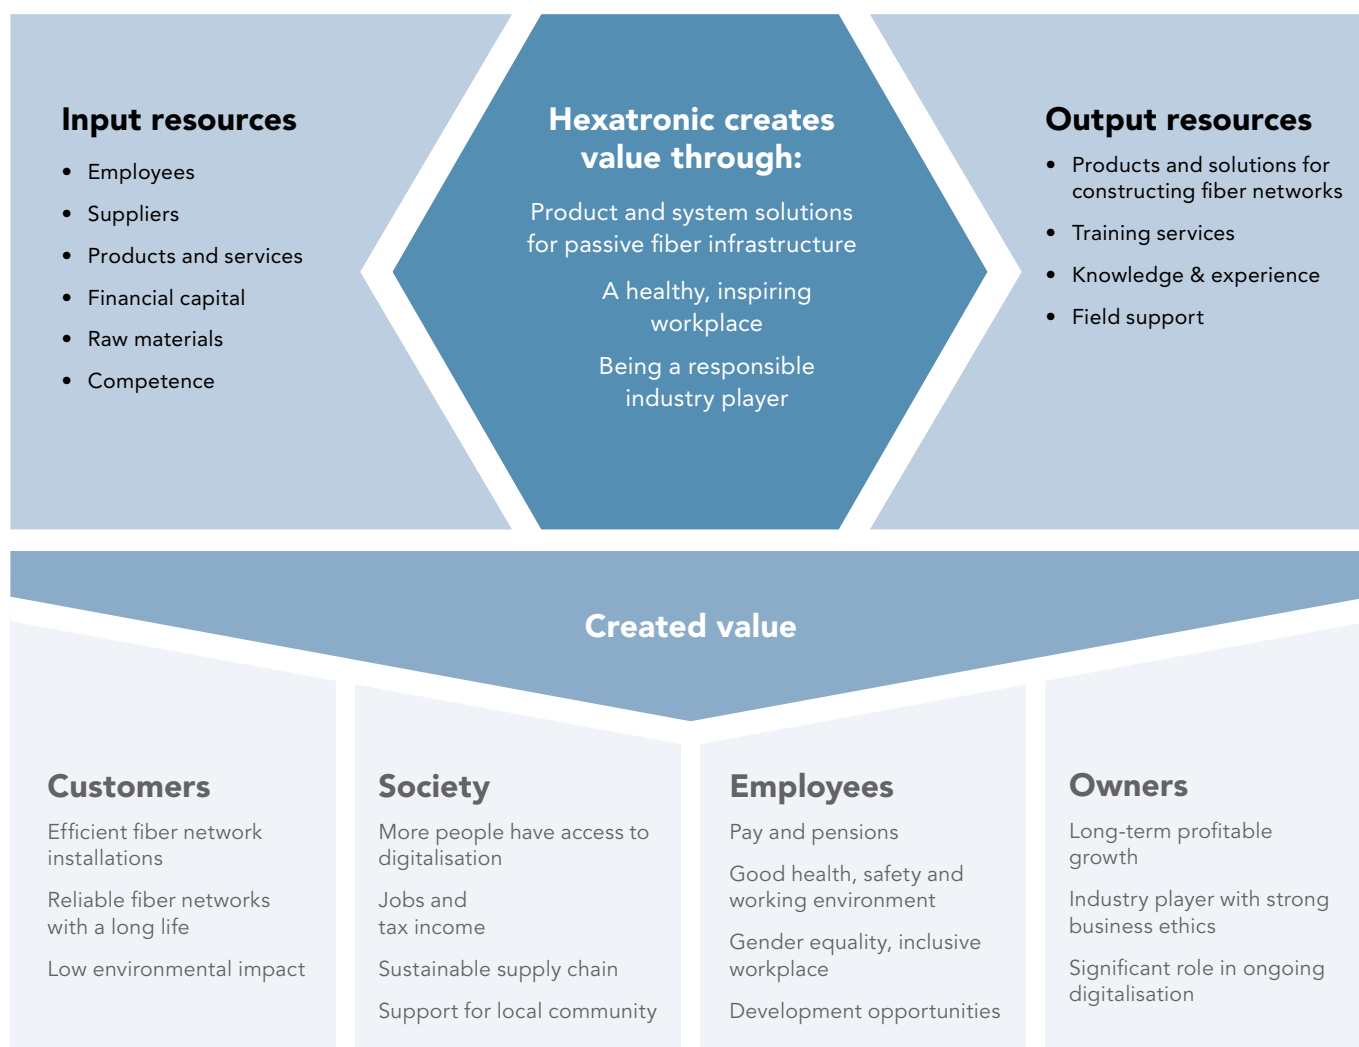 Input resources
• Employees
• Suppliers
• Products and services
• Financial capital
• Raw materials
• Competence
Hexatronic creates
value through:
Product and system solutions
for passive fiber infrastructure
A healthy, inspiring
workplace
Being a responsible
industry player
Output resources
• Products and solutions for
constructing fiber networks
• Training services
• Knowledge & experience
• Field support
Created value
Customers
Efficient fiber network
installations
Reliable fiber networks
with a long life
Low environmental impact
Society
More people have access to
digitalisation
Jobs and
tax income
Sustainable supply chain
Support for local community
Employees
Pay and pensions
Good health, safety and
working environment
Gender equality, inclusive
workplace
Development opportunities
Owners
Long-term profitable
growth
Industry player with strong
business ethics
Significant role in ongoing
digitalisation